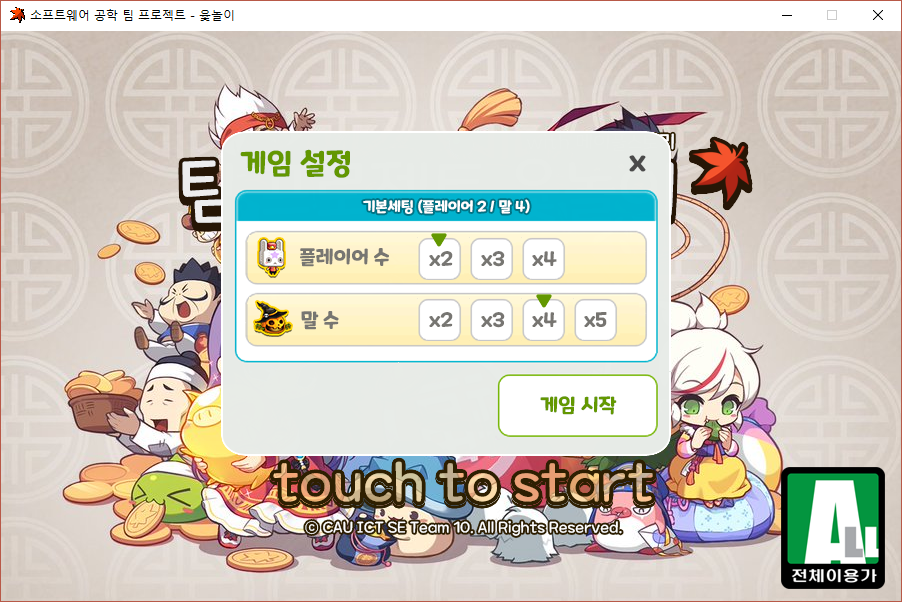 소프트웨어 공학 팀 프로젝트 - 윷놀이
팀
게임 설정
X
기본세팅 (플레이어 2 / 말 4)
플레이어 수 x2 x3 x4
말 수 x2 x3 x4 x5
게임 시작
touch to start
© CAU ICT SE Team 10. All Rights Reserved.
ALL
전체이용가